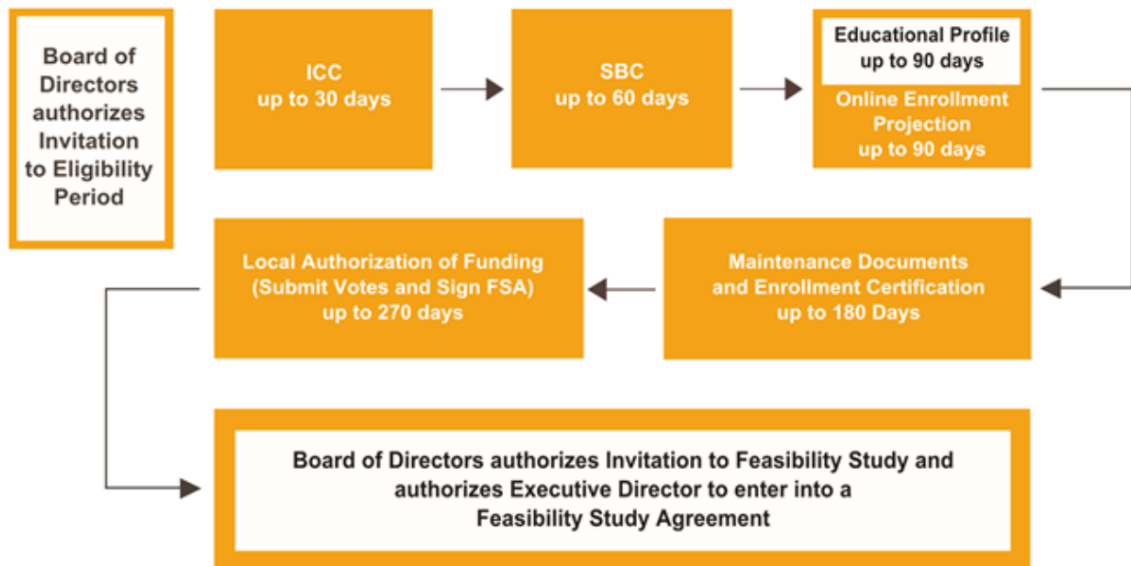 Board of
Directors
authorizes
Invitation
to Eligibility
Period
ICC
up to 30 days
SBC
up to 60 days
Educational Profile
up to 90 days
Online Enrollment
Projection
up to 90 days
Maintenance Documents
and Enrollment Certification
up to 180 Days
Local Authorization of Funding
(Submit Votes and Sign FSA)
up to 270 days
Board of Directors authorizes Invitation to Feasibility Study and
authorizes Executive Director to enter into a
Feasibility Study Agreement